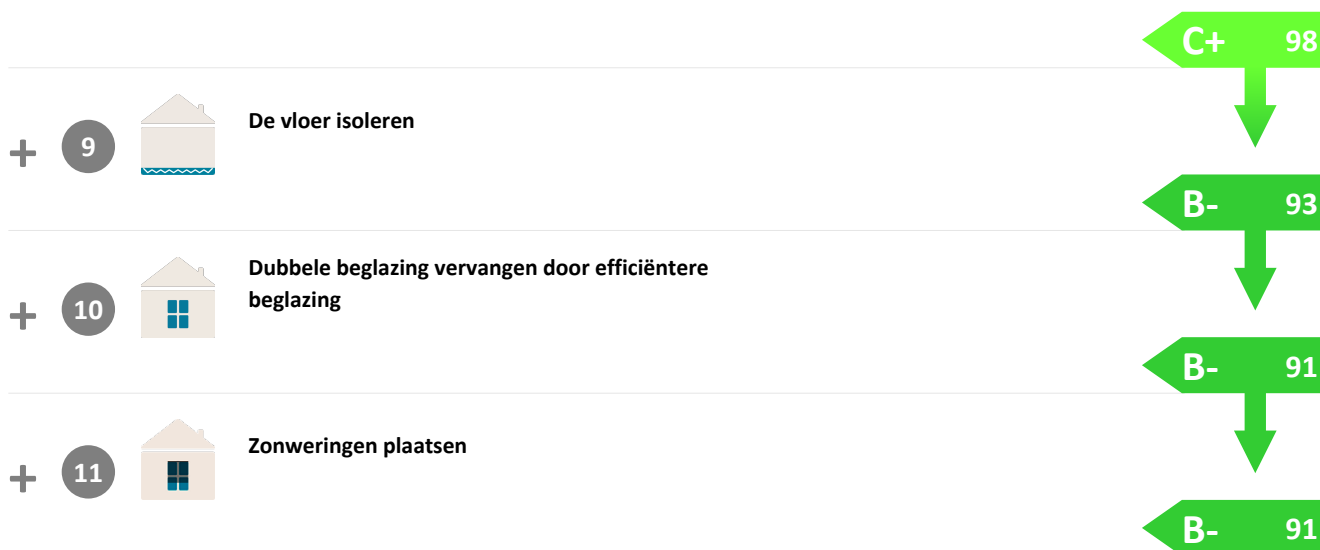 C+ 98
+ 9 De vloer isoleren
B- 93
+ 10 Dubbele beglazing vervangen door efficiëntere
beglazing
B- 91
+ 11 Zonweringen plaatsen
B- 91